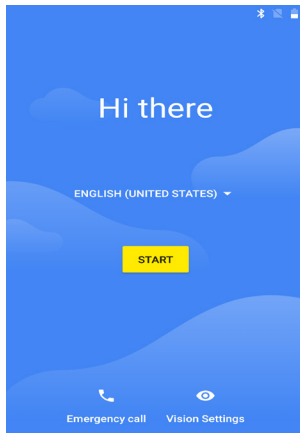 Hi there
ENGLISH (UNITED STATES)
START
Emergency call Vision Settings